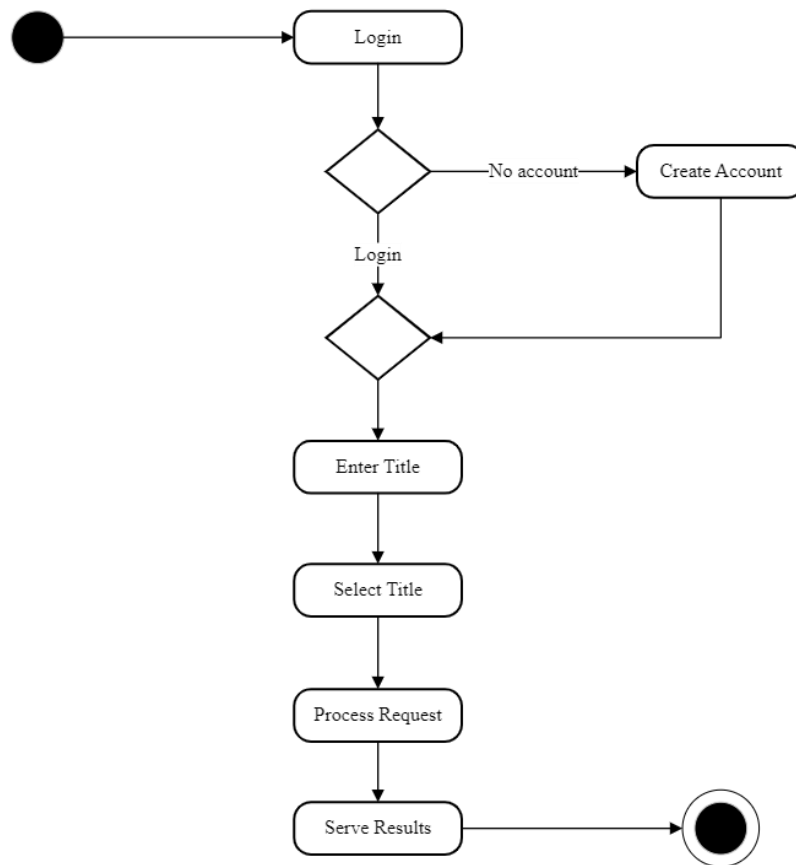 Login
No account
Create Account
Login
Enter Title
Select Title
Process Request
Serve Results